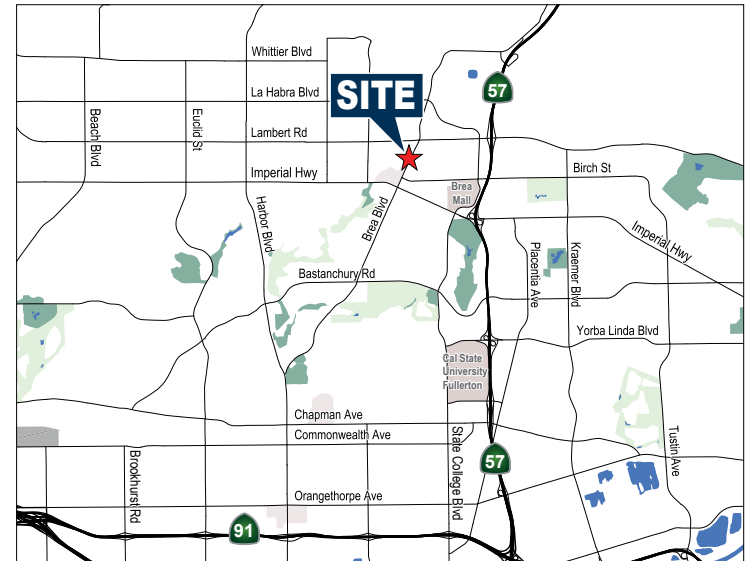 Whittier Blvd
57
La Habra Blvd
SITE
Beach Blvd
Euclid St
Lambert Rd
Imperial Hwy
Birch St
Brea
Mall
Harbor Blvd
Brea Blvd
Imperial Hwy
Placentia Ave
Kraemer Blvd
Bastanchury Rd
Yorba Linda Blvd
Cal State
University
Fullerton
Chapman Ave
Commonwealth Ave
State College Blvd
Tustin Ave
Brookhurst Rd
57
Orangethorpe Ave
91